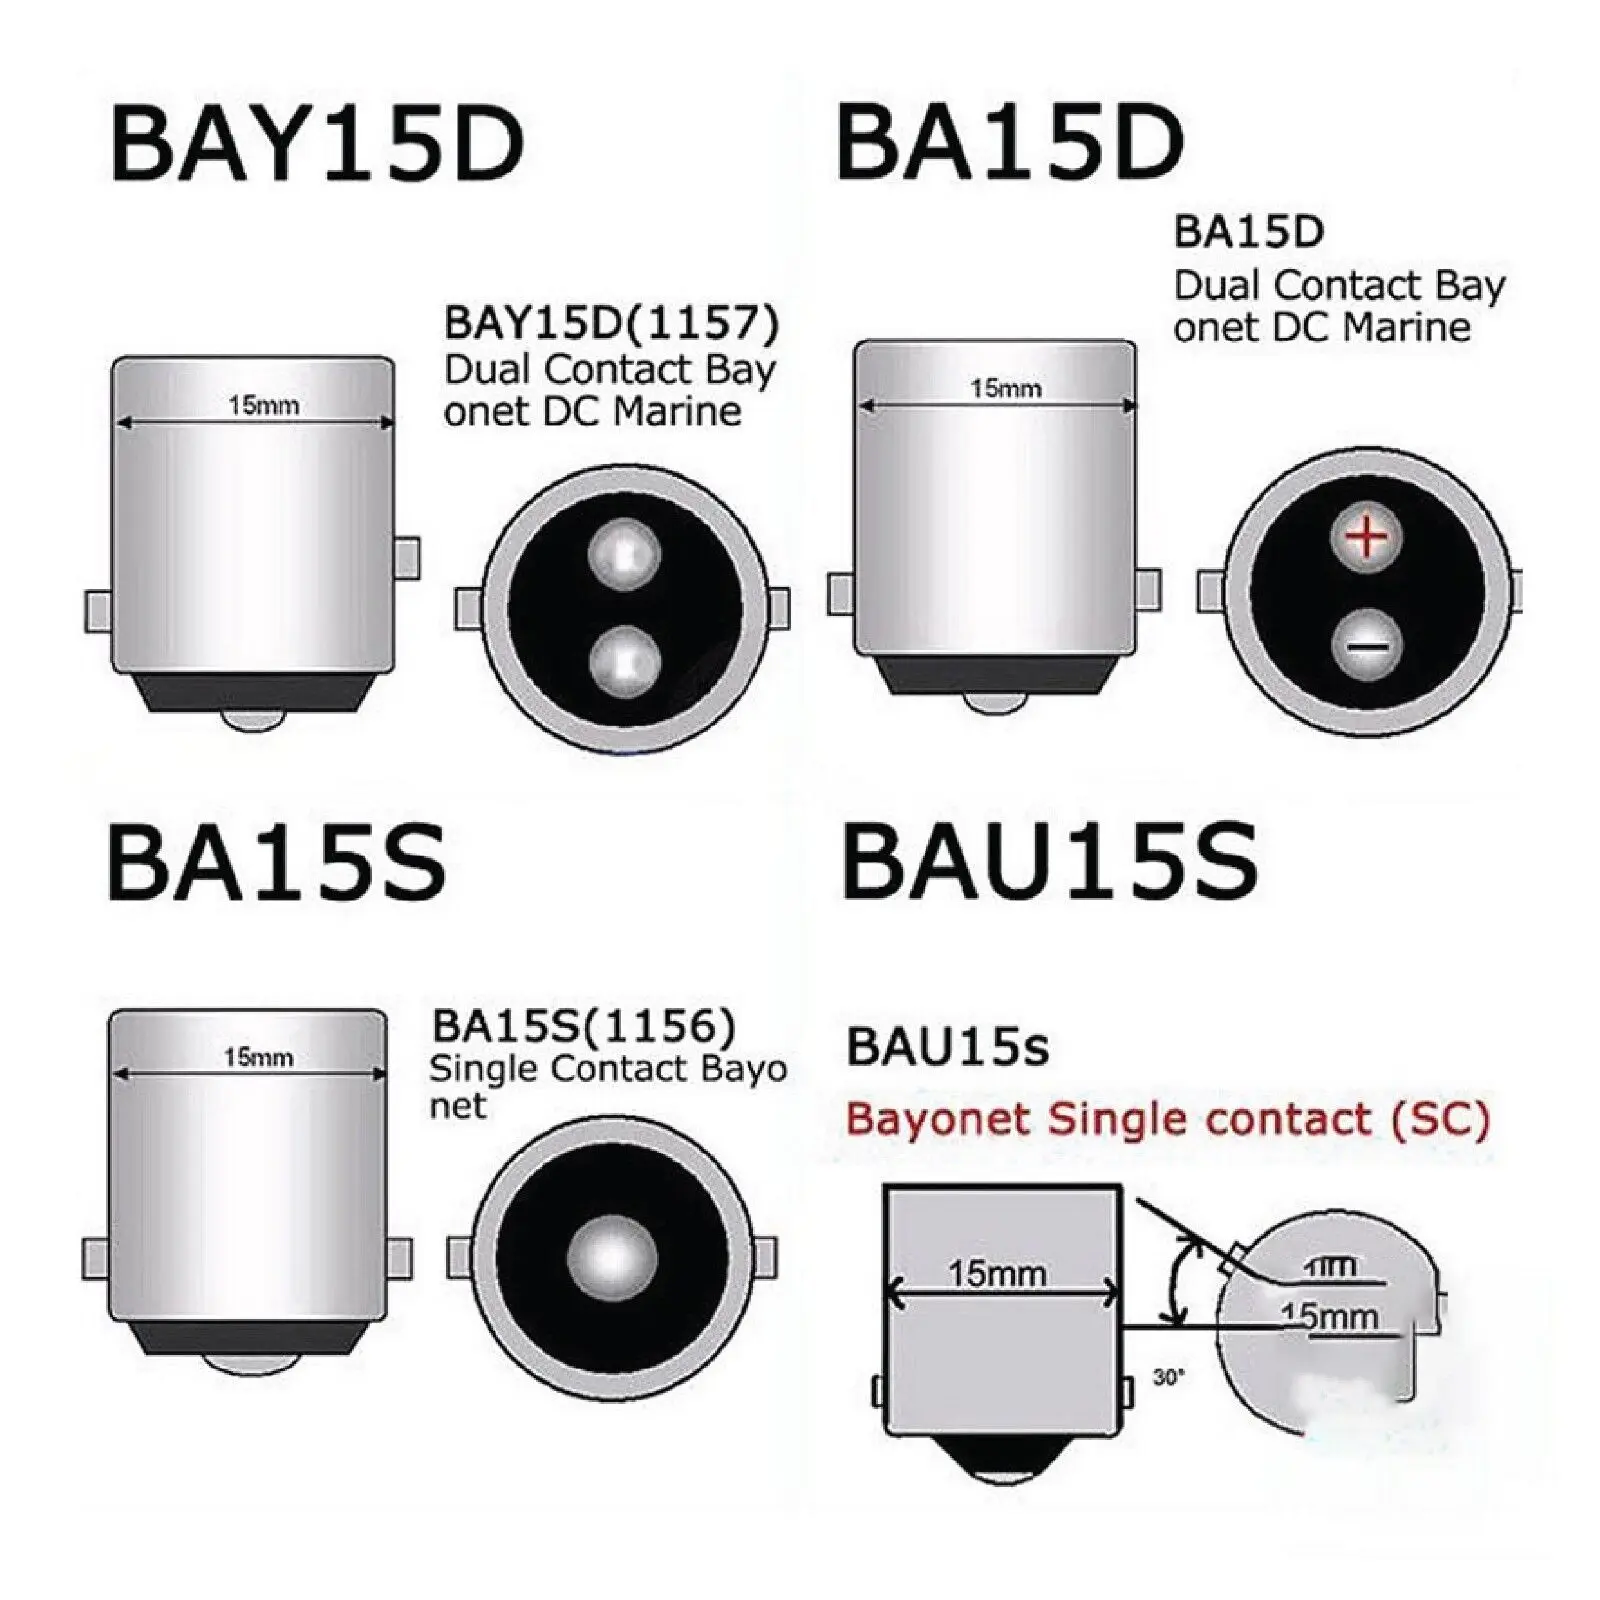 BAY15D
BAY15D(1157)
Dual Contact Bay
onet DC Marine
15mm
BA15D
BA15D
Dual Contact Bay
onet DC Marine
15mm
+
−
BA15S
BA15S(1156)
Single Contact Bayo
net
15mm
BAU15S
BAU15s
Bayonet Single contact (SC)
15mm
15mm
30°